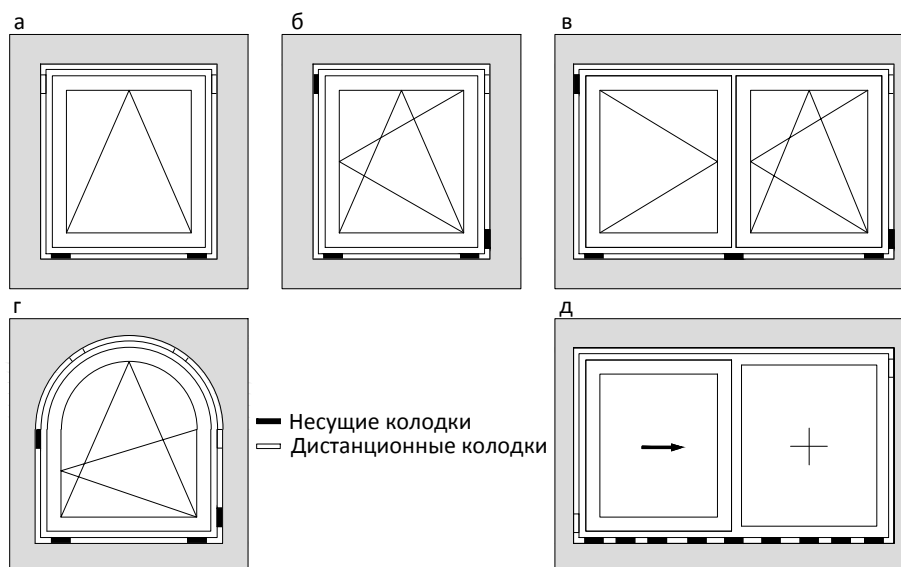 а
б
в
г
Несущие колодки
Дистанционные колодки
д